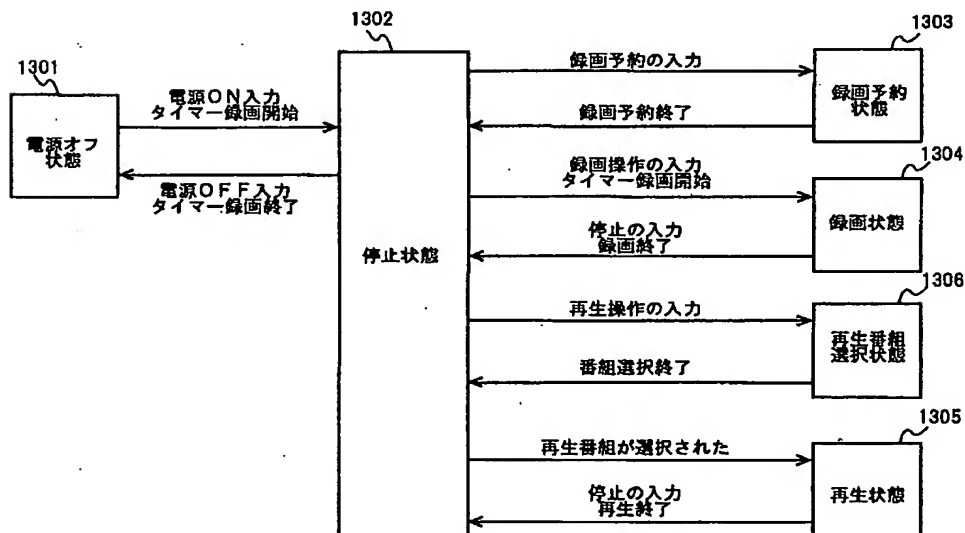 1301
電源オフ
状態
電源ON入力
タイマー録画開始
電源OFF入力
タイマー録画終了
1302
停止状態
録画予約の入力
録画予約終了
1303
録画予約
状態
録画操作の入力
タイマー録画開始
停止の入力
録画終了
1304
録画状態
再生操作の入力
番組選択終了
1306
再生番組
選択状態
再生番組が選択された
停止の入力
再生終了
1305
再生状態